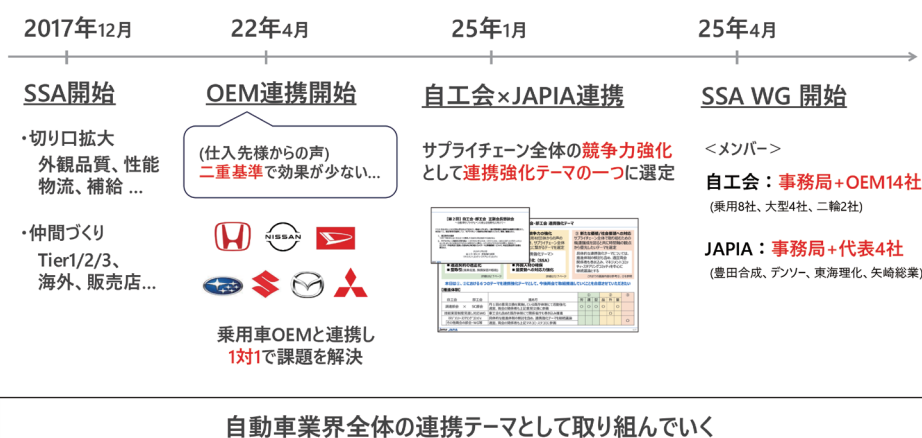 2017年12月
22年4月
25年1月
25年4月
SSA開始
・切り口拡大
外観品質、性能
物流、補給 ...
・仲間づくり
Tier1/2/3、
海外、販売店...
OEM連携開始
(仕入先様からの声)
二重基準で効果が少ない...
NISSAN
SUBARU
乗用車OEMと連携し
1対1で課題を解決
自工会×JAPIA連携
サプライチェーン全体の競争力強化
として連携強化テーマの一つに選定
SSA WG 開始
＜メンバー＞
自工会：事務局+OEM14社
(乗用8社、大型4社、二輪2社)
JAPIA：事務局+代表4社
(豊田合成、デンソー、東海理化、矢崎総業)
自動車業界全体の連携テーマとして取り組んでいく